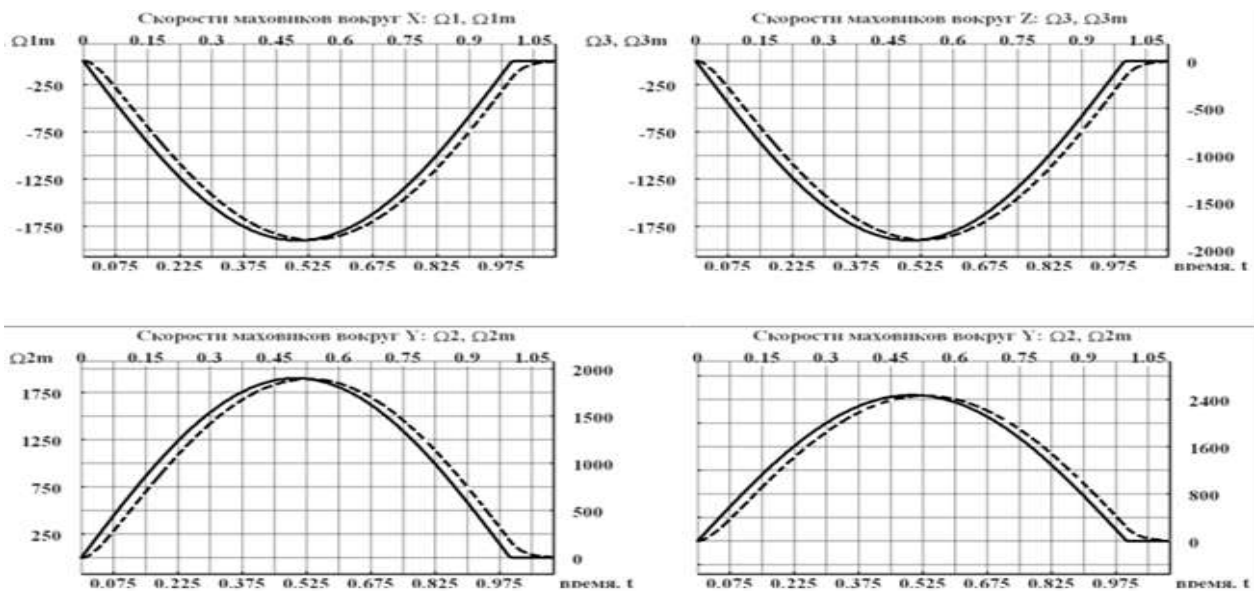 Скорости маховиков вокруг X: Ω1, Ω1m
Ω1m 0 0.15 0.3 0.45 0.6 0.75 0.9 1.05
-250
-750
-1250
-1750
0.075 0.225 0.375 0.525 0.675 0.825 0.975
Скорости маховиков вокруг Z: Ω3, Ω3m
Ω3, Ω3m 0 0.15 0.3 0.45 0.6 0.75 0.9 1.05
0
-250
-500
-750
-1000
-1250
-1500
-1750
-2000
0.075 0.225 0.375 0.525 0.675 0.825 0.975 время, t
Скорости маховиков вокруг Y: Ω2, Ω2m
Ω2m 0 0.15 0.3 0.45 0.6 0.75 0.9 1.05
2000
1750
1500
1250
1000
750
500
250
0
0.075 0.225 0.375 0.525 0.675 0.825 0.975 время, t
Скорости маховиков вокруг Y: Ω2, Ω2m
0 0.15 0.3 0.45 0.6 0.75 0.9 1.05
2400
1600
800
0
0.075 0.225 0.375 0.525 0.675 0.825 0.975 время, t